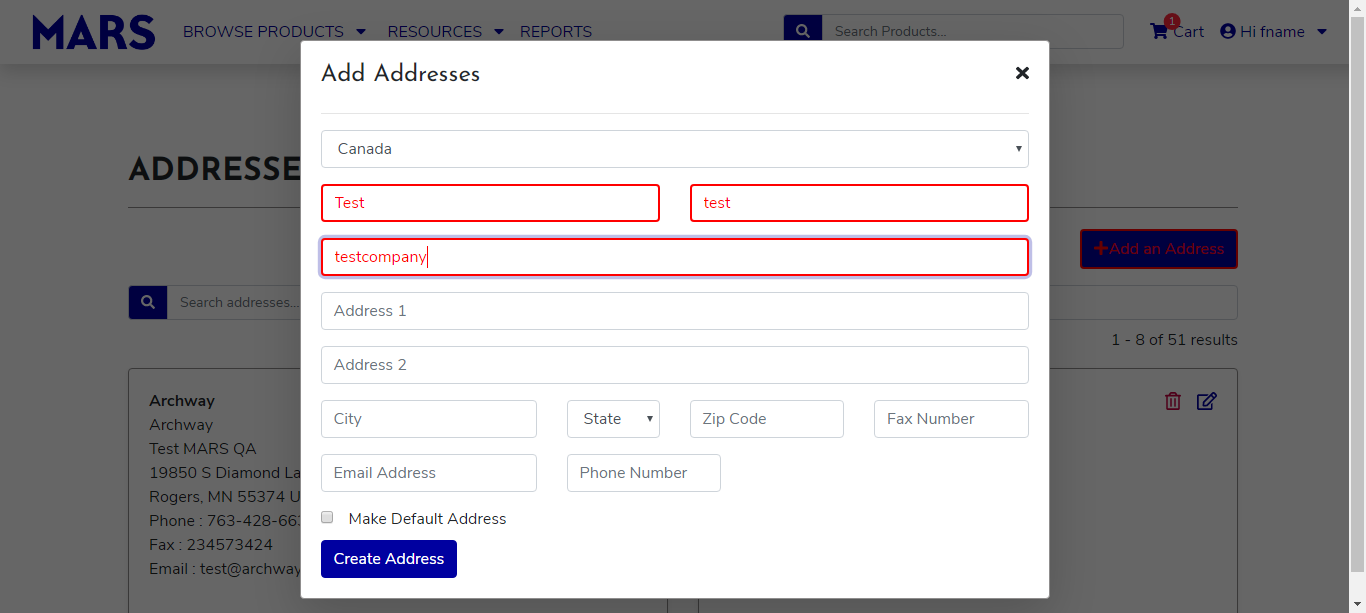 MARS BROWSE PRODUCTS RESOURCES REPORTS Search Products... 1 Cart Hi fname
Add Addresses
Canada
ADDRESSE
Test test
testcompany
Add an Address
Search addresses...
Address 1
1 - 8 of 51 results
Address 2
Archway
Archway
City State Zip Code Fax Number
Test MARS QA
19850 S Diamond La
Email Address Phone Number
Rogers, MN 55374 U
Phone : 763-428-66
Make Default Address
Fax : 234573424
Create Address
Email : test@archway